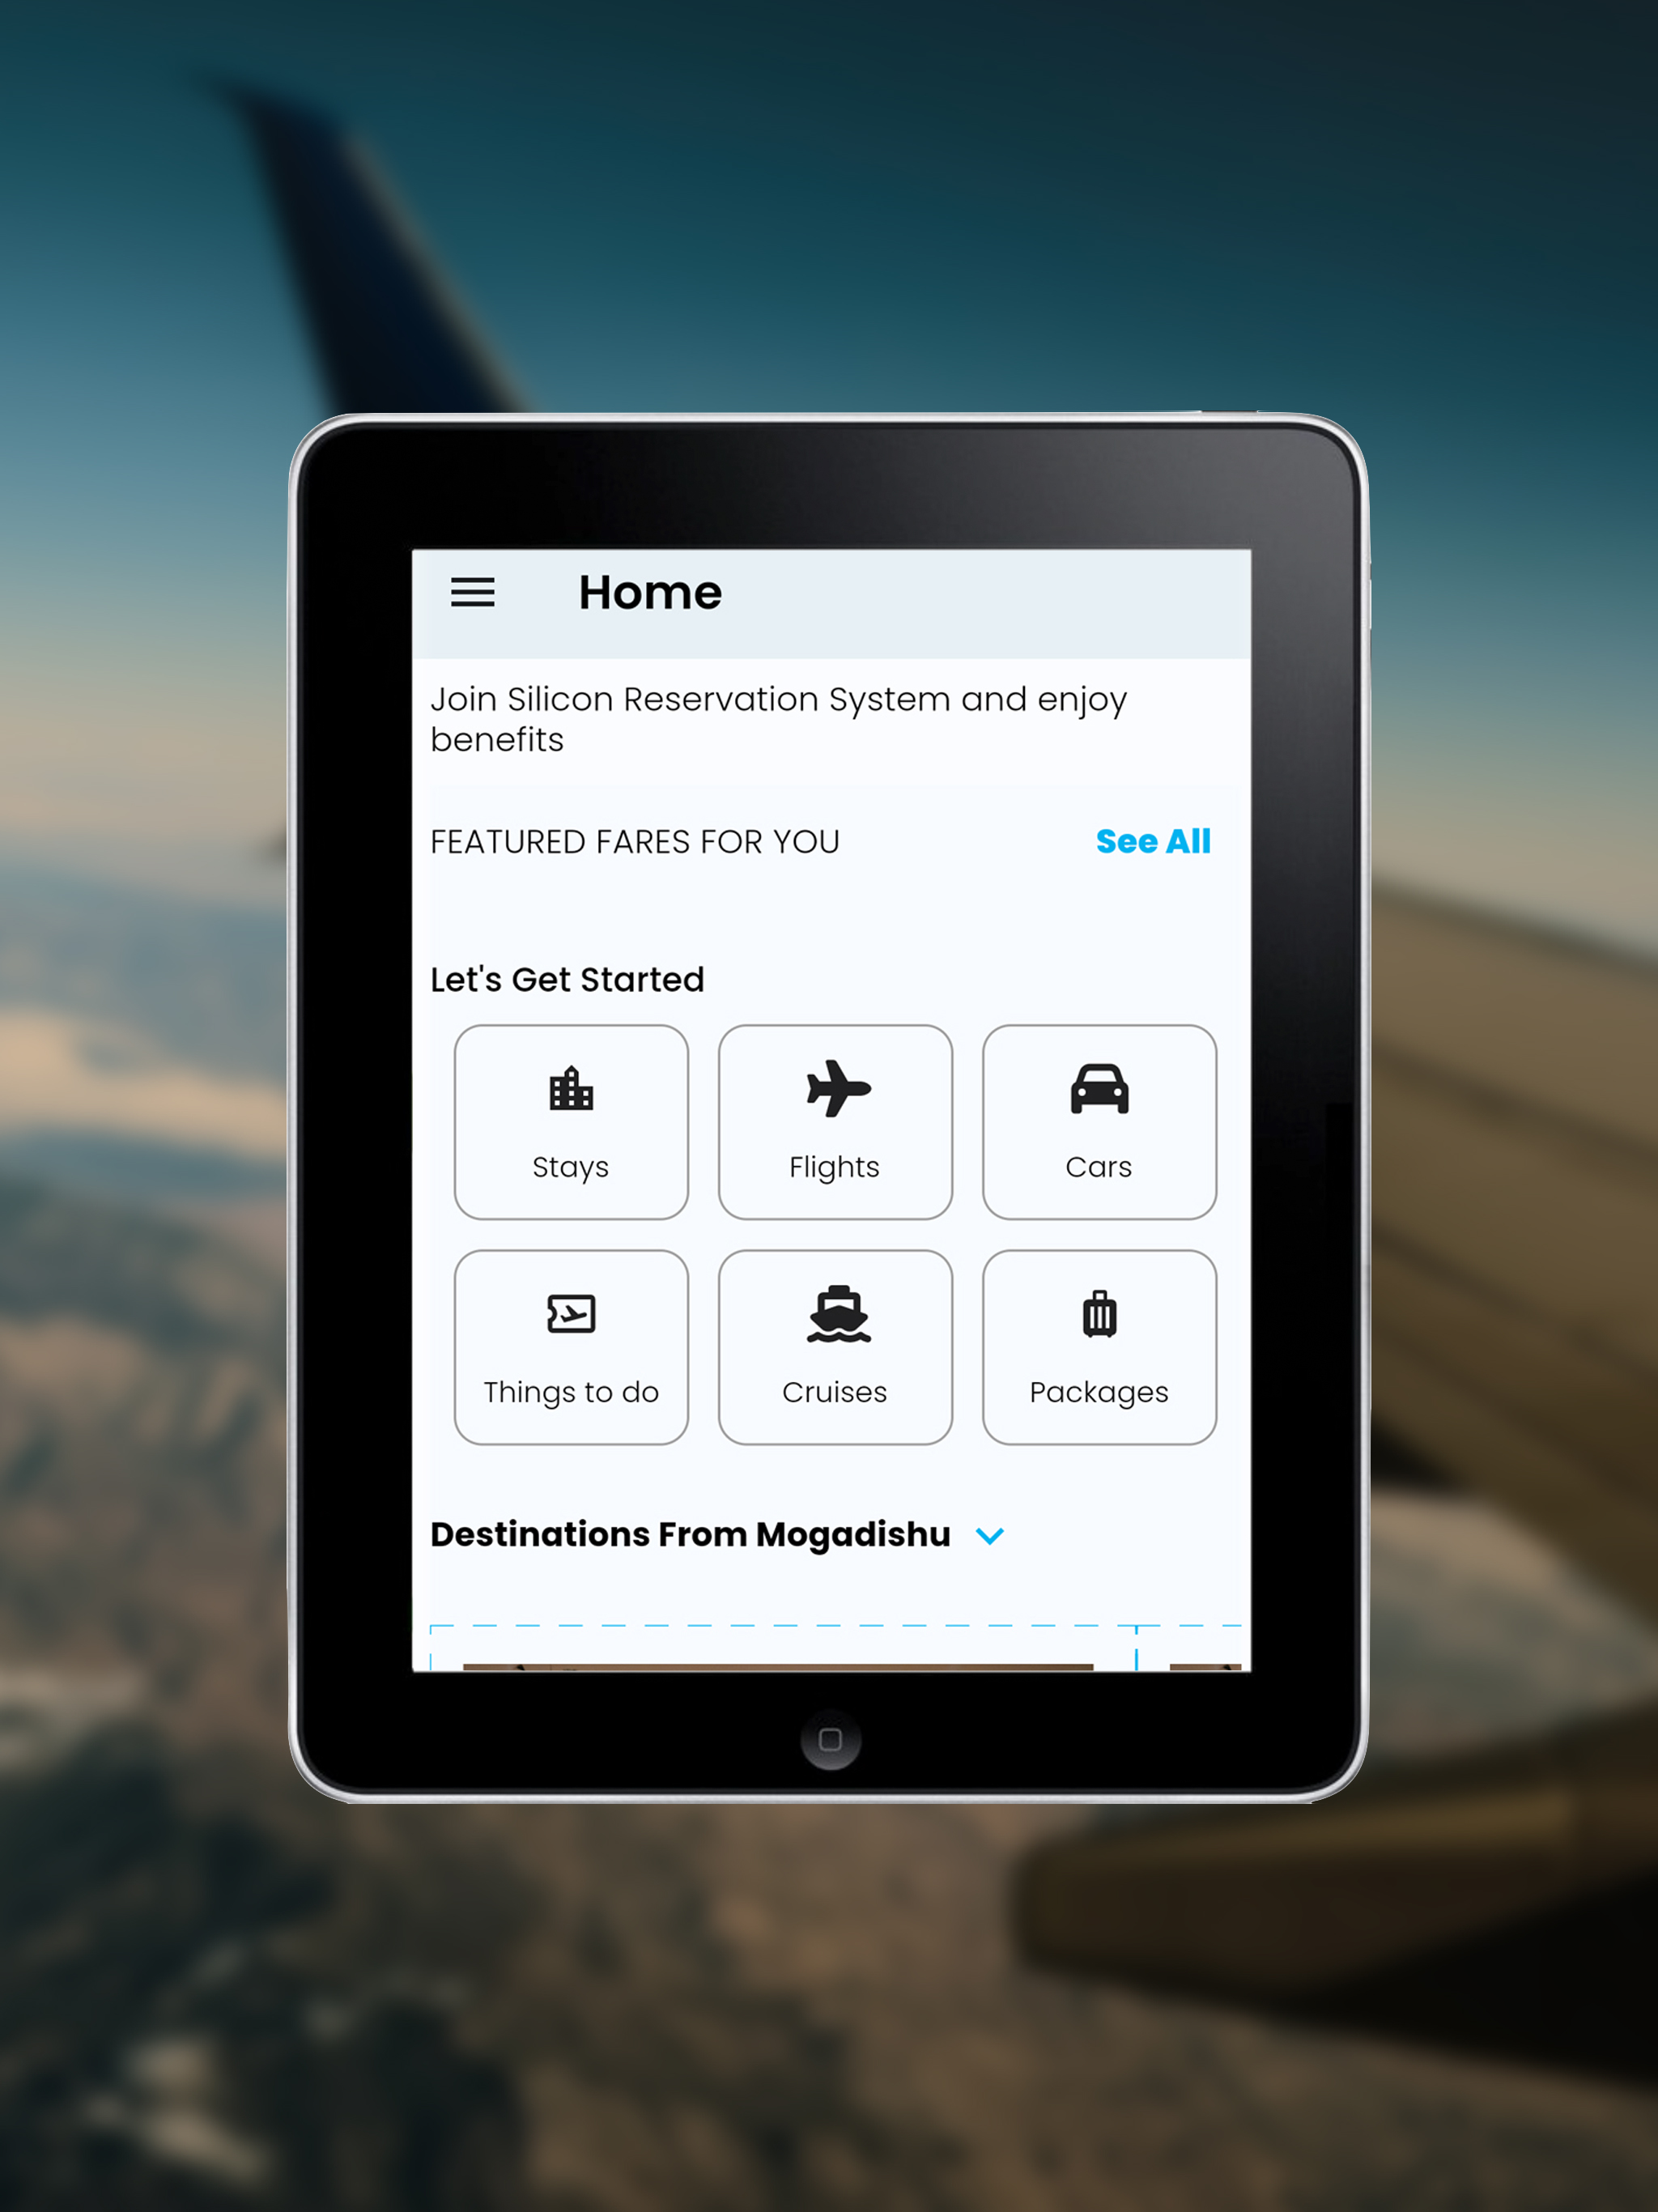 Home
Join Silicon Reservation System and enjoy
benefits
FEATURED FARES FOR YOU
See All
Let's Get Started
Stays
Flights
Cars
Things to do
Cruises
Packages
Destinations From Mogadishu